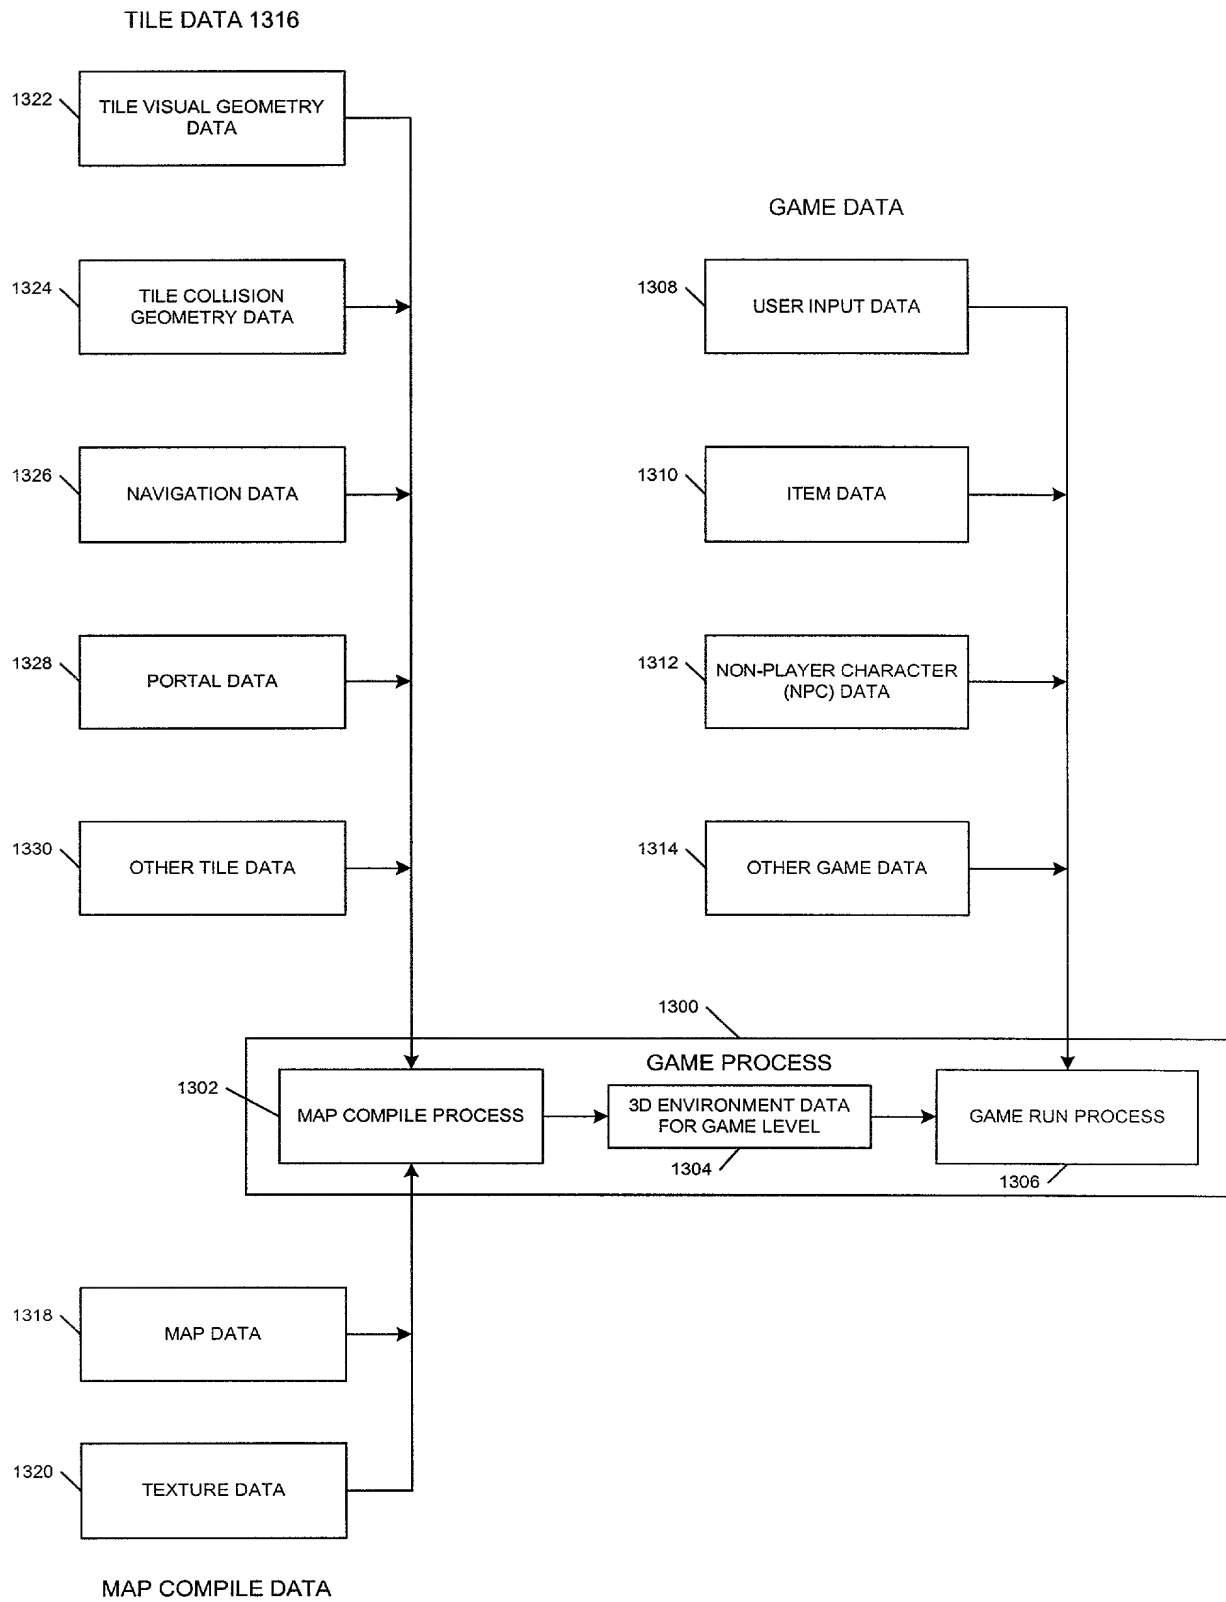 TILE DATA 1316
1322
TILE VISUAL GEOMETRY
DATA
GAME DATA
1324
TILE COLLISION
GEOMETRY DATA
1308
USER INPUT DATA
1326
NAVIGATION DATA
1310
ITEM DATA
1328
PORTAL DATA
1312
NON-PLAYER CHARACTER
(NPC) DATA
1330
OTHER TILE DATA
1314
OTHER GAME DATA
1300
GAME PROCESS
1302
MAP COMPILE PROCESS
3D ENVIRONMENT DATA
FOR GAME LEVEL
1304
GAME RUN PROCESS
1306
1318
MAP DATA
1320
TEXTURE DATA
MAP COMPILE DATA